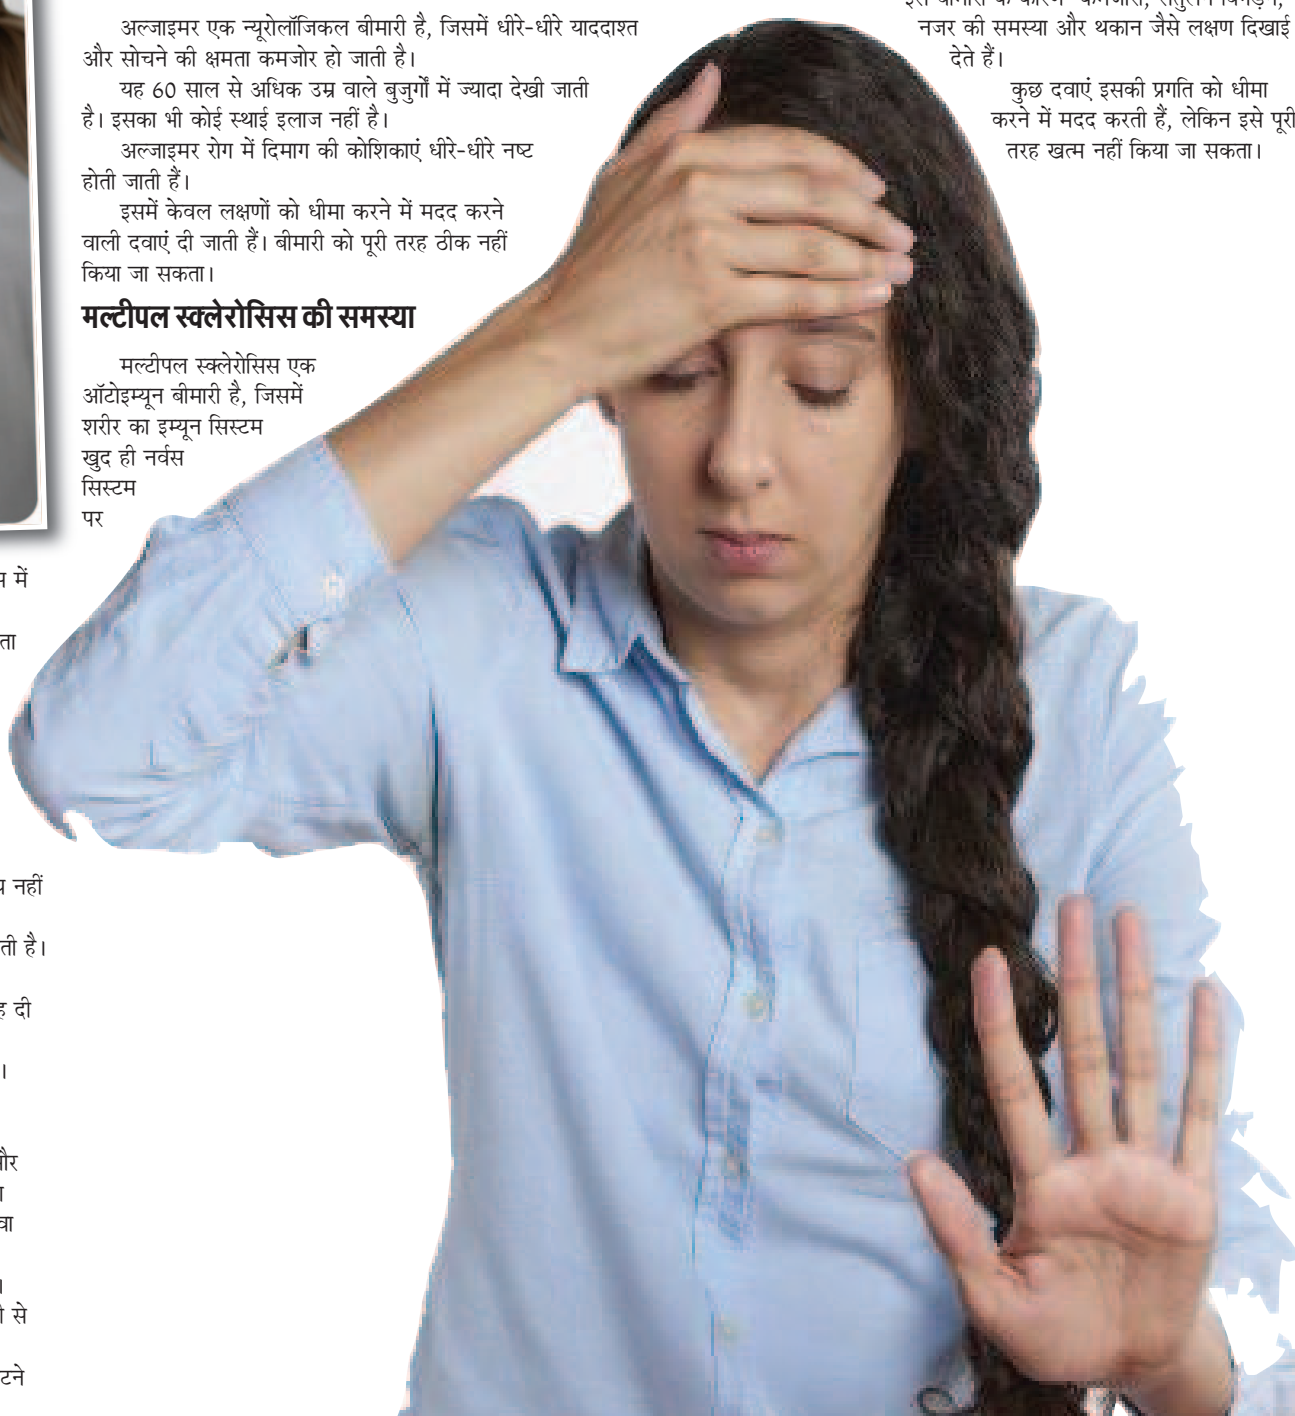 अल्जाइमर एक न्यूरोलॉजिकल बीमारी है, जिसमें धीरे-धीरे याददाश्त
और सोचने की क्षमता कमजोर हो जाती है।
यह 60 साल से अधिक उम्र वाले बुजुर्गों में ज्यादा देखी जाती
है। इसका भी कोई स्थाई इलाज नहीं है।
अल्जाइमर रोग में दिमाग की कोशिकाएं धीरे-धीरे नष्ट
होती जाती हैं।
इसमें केवल लक्षणों को धीमा करने में मदद करने
वाली दवाएं दी जाती हैं। बीमारी को पूरी तरह ठीक नहीं
किया जा सकता।
मल्टीपल स्क्लेरोसिस की समस्या
मल्टीपल स्क्लेरोसिस एक
ऑटोइम्यून बीमारी है, जिसमें
शरीर का इम्यून सिस्टम
खुद ही नर्वस
सिस्टम
पर
नजर की समस्या और थकान जैसे लक्षण दिखाई
देते हैं।
कुछ दवाएं इसकी प्रगति को धीमा
करने में मदद करती हैं, लेकिन इसे पूरी
तरह खत्म नहीं किया जा सकता।
में
नहीं
है।
दी
से